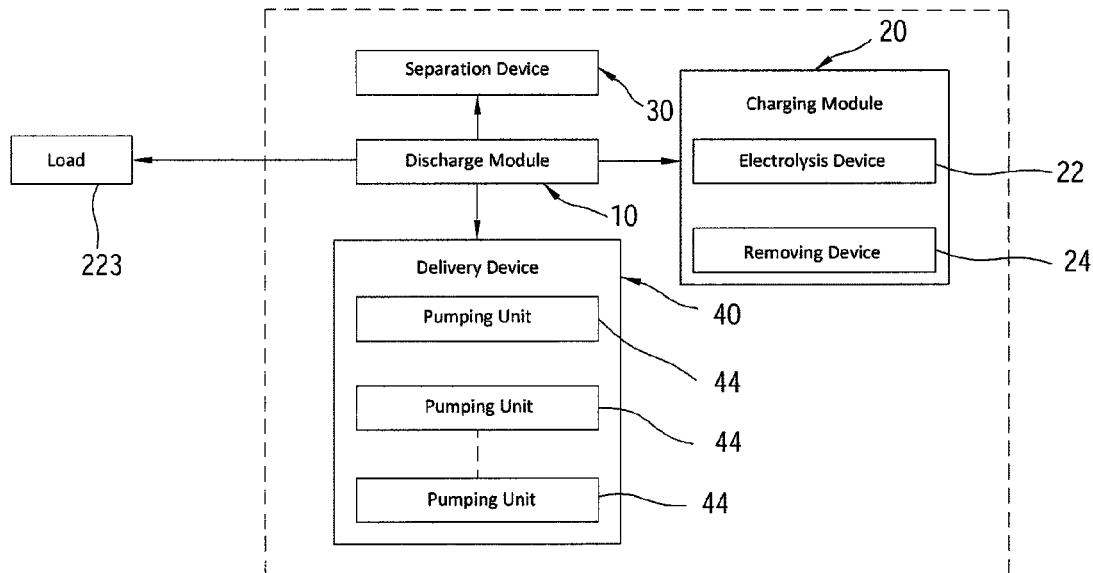 20
Separation Device
30
Charging Module
Load
Discharge Module
Electrolysis Device
22
10
223
Removing Device
24
Delivery Device
40
Pumping Unit
44
Pumping Unit
44
Pumping Unit
44